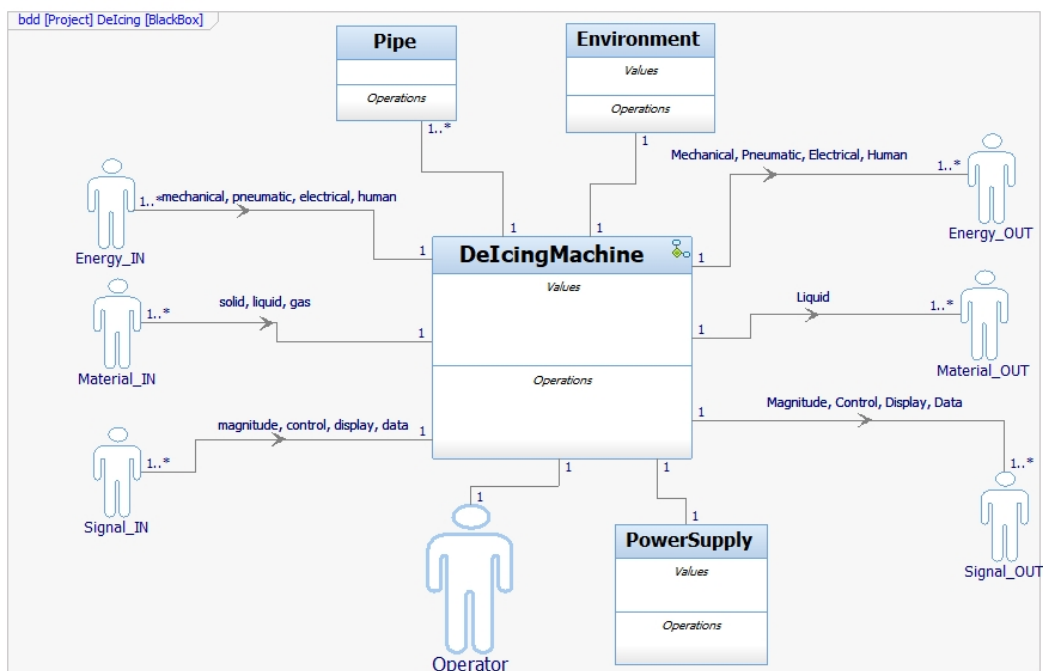 bdd [Project] DeIcing [BlackBox]
Pipe
Operations
1..*
Environment
Values
Operations
1
Mechanical, Pneumatic, Electrical, Human
1..*
Energy_OUT
1..*
mechanical, pneumatic, electrical, human
Energy_IN
1
1
1
1
DeIcingMachine
Values
Operations
solid, liquid, gas
1..*
1
Material_IN
Liquid
1..*
1
Material_OUT
magnitude, control, display, data
1..*
1
Signal_IN
Magnitude, Control, Display, Data
1
1..*
Signal_OUT
1
1
Operator
1
1
PowerSupply
Values
Operations